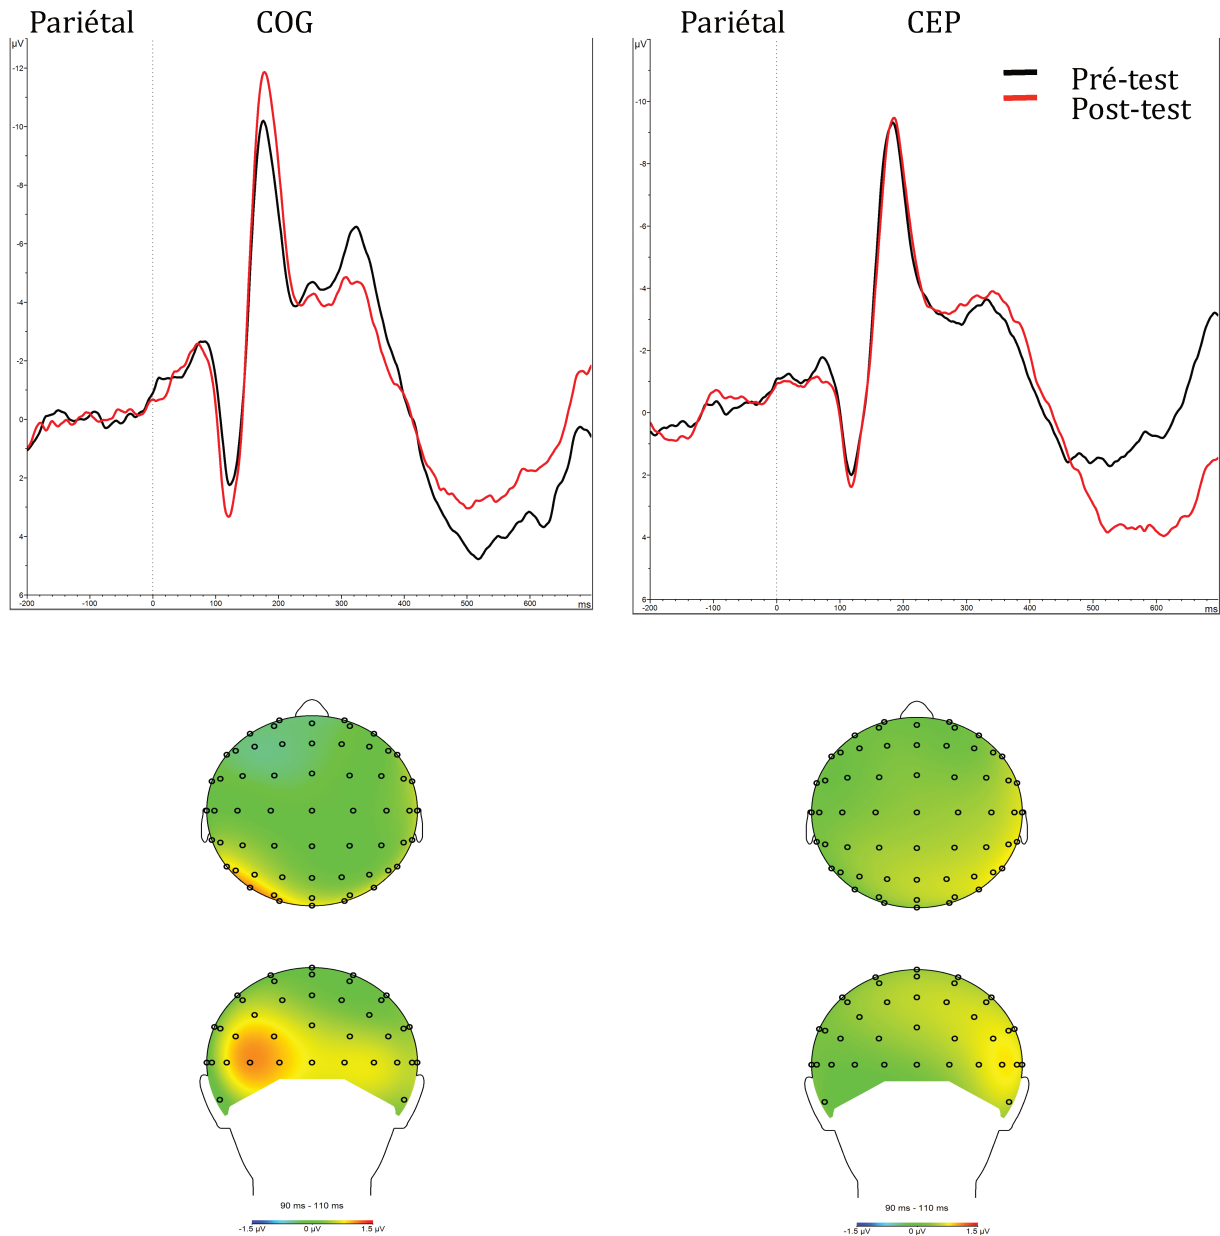 Pariétal COG
µV
-12
-10
-8
-6
-4
-2
0
2
4
6
-200 -100 0 100 200 300 400 500 600 ms
Pariétal CEP
µV
Pré-test
Post-test
-10
-8
-6
-4
-2
0
2
4
6
-200 -100 0 100 200 300 400 500 600 ms
90 ms - 110 ms
-1.5 µV 0 µV 1.5 µV
90 ms - 110 ms
-1.5 µV 0 µV 1.5 µV